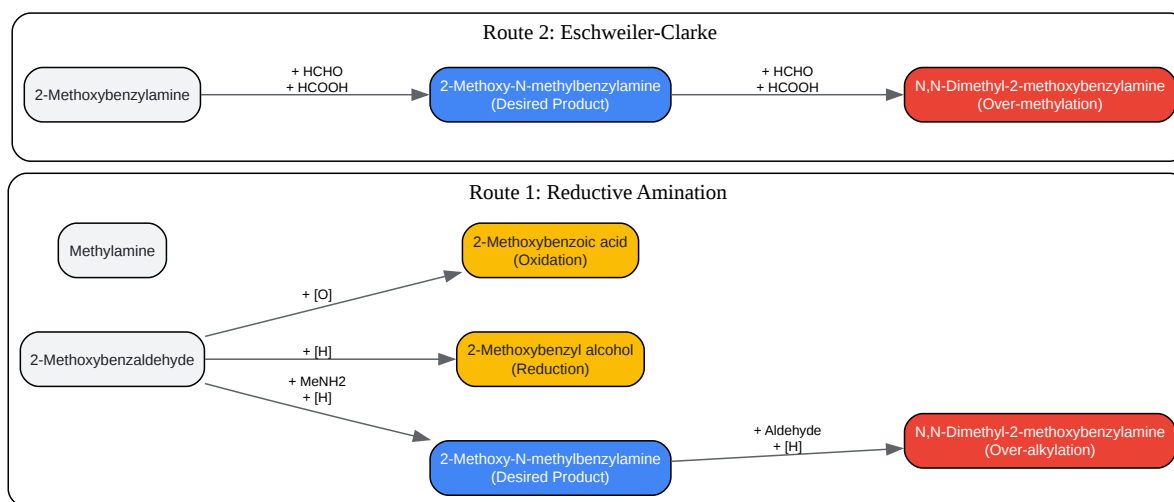 Route 2: Eschweiler-Clarke
2-Methoxybenzylamine
+ HCHO
+ HCOOH
2-Methoxy-N-methylbenzylamine
(Desired Product)
+ HCHO
+ HCOOH
N,N-Dimethyl-2-methoxybenzylamine
(Over-methylation)
Route 1: Reductive Amination
Methylamine
2-Methoxybenzaldehyde
+ [O]
2-Methoxybenzoic acid
(Oxidation)
+ [H]
2-Methoxybenzyl alcohol
(Reduction)
+ MeNH2
+ [H]
2-Methoxy-N-methylbenzylamine
(Desired Product)
+ Aldehyde
+ [H]
N,N-Dimethyl-2-methoxybenzylamine
(Over-alkylation)